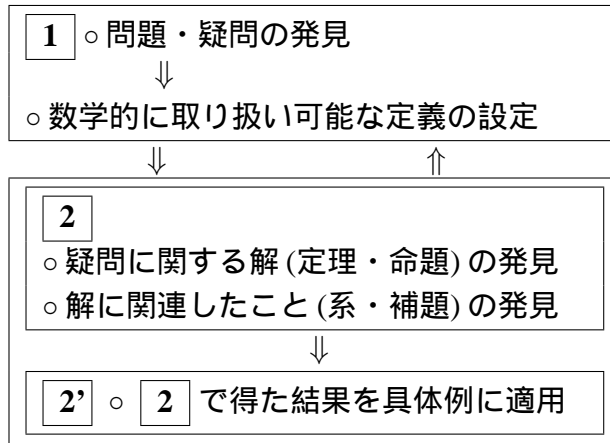 1 ○ 問題・疑問の発見
⇓
○ 数学的に取り扱い可能な定義の設定
⇓ ⇑
2
○ 疑問に関する解 (定理・命題) の発見
○ 解に関連したこと (系・補題) の発見
⇓
2’ ○ 2 で得た結果を具体例に適用